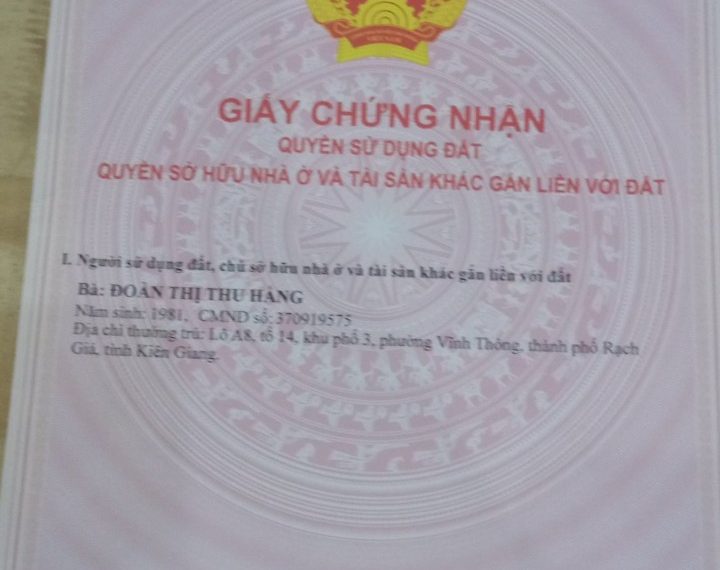 GIẤY CHỨNG NHẬN
QUYỀN SỬ DỤNG ĐẤT
QUYỀN SỞ HỮU NHÀ Ở VÀ TÀI SẢN KHÁC GẮN LIỀN VỚI ĐẤT
I. Người sử dụng đất, chủ sở hữu nhà ở và tài sản khác gắn liền với đất
Bà: ĐOÀN THỊ THU HẰNG
Năm sinh: 1981, CMND số: 370919575
Địa chỉ thường trú: Lô A8, tổ 14, khu phố 3, phường Vĩnh Thông, thành phố Rạch
Giá, tỉnh Kiên Giang.